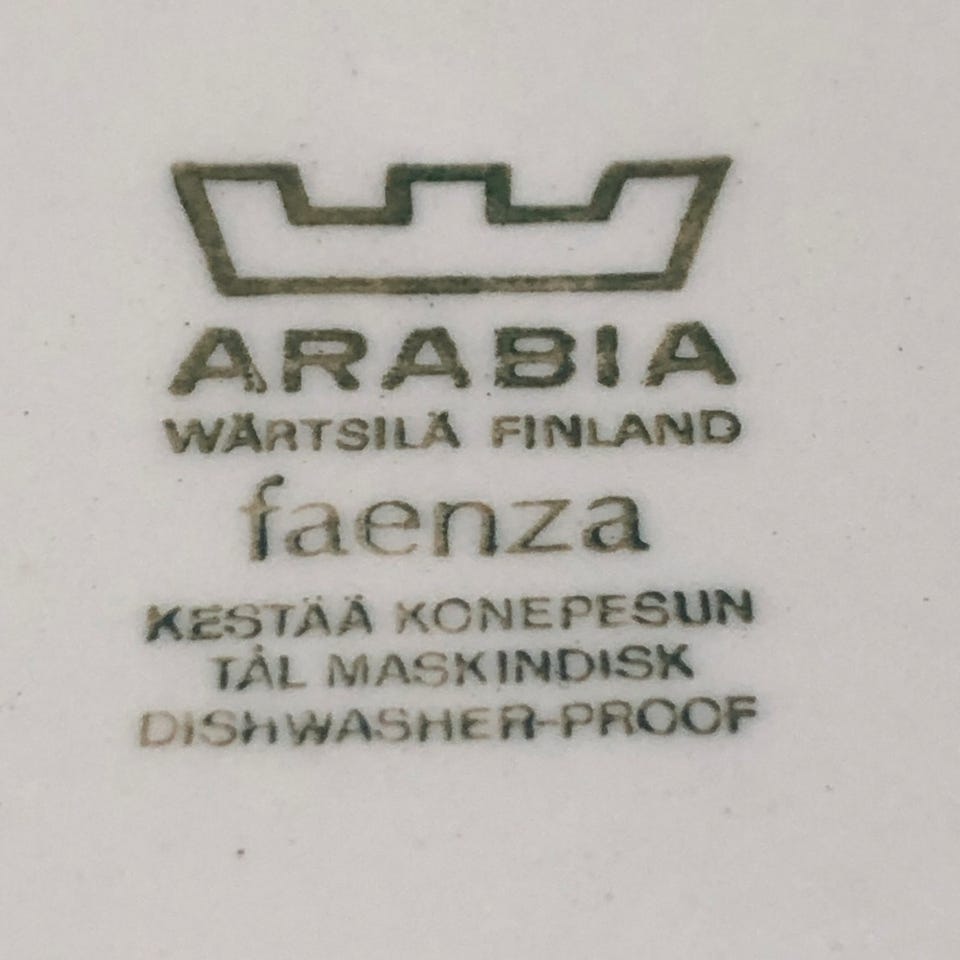 ARABIA
WÄRTSILÄ FINLAND
faenza
KESTÄÄ KONEPESUN
TÅL MASKINDISK
DISHWASHER-PROOF